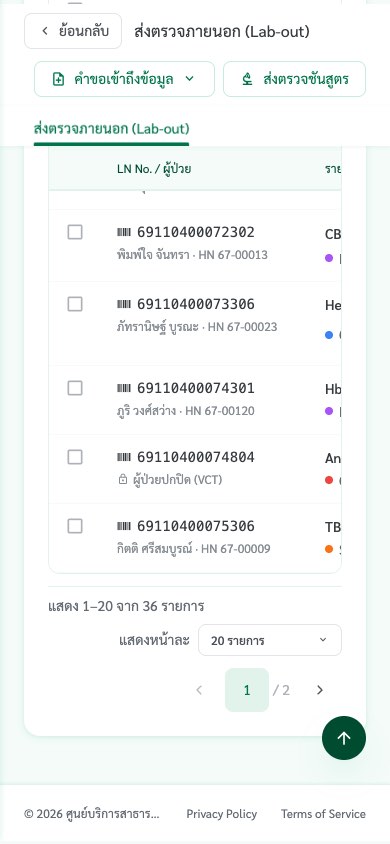 ย้อนกลับ ส่งตรวจภายนอก (Lab-out)
คำขอเข้าถึงข้อมูล ส่งตรวจชันสูตร
ส่งตรวจภายนอก (Lab-out)
LN No. / ผู้ป่วย ราย
69110400072302 CB
พิมพ์ใจ จันทรา · HN 67-00013
69110400073306 He
ภัทรานิษฐ์ บูรณะ · HN 67-00023
69110400074301 Hb
ภูริ วงศ์สว่าง · HN 67-00120
69110400074804 An
ผู้ป่วยปกปิด (VCT)
69110400075306 TB
กิตติ ศรีสมบูรณ์ · HN 67-00009
แสดง 1–20 จาก 36 รายการ
แสดงหน้าละ 20 รายการ
1 / 2
© 2026 ศูนย์บริการสาธาร... Privacy Policy Terms of Service